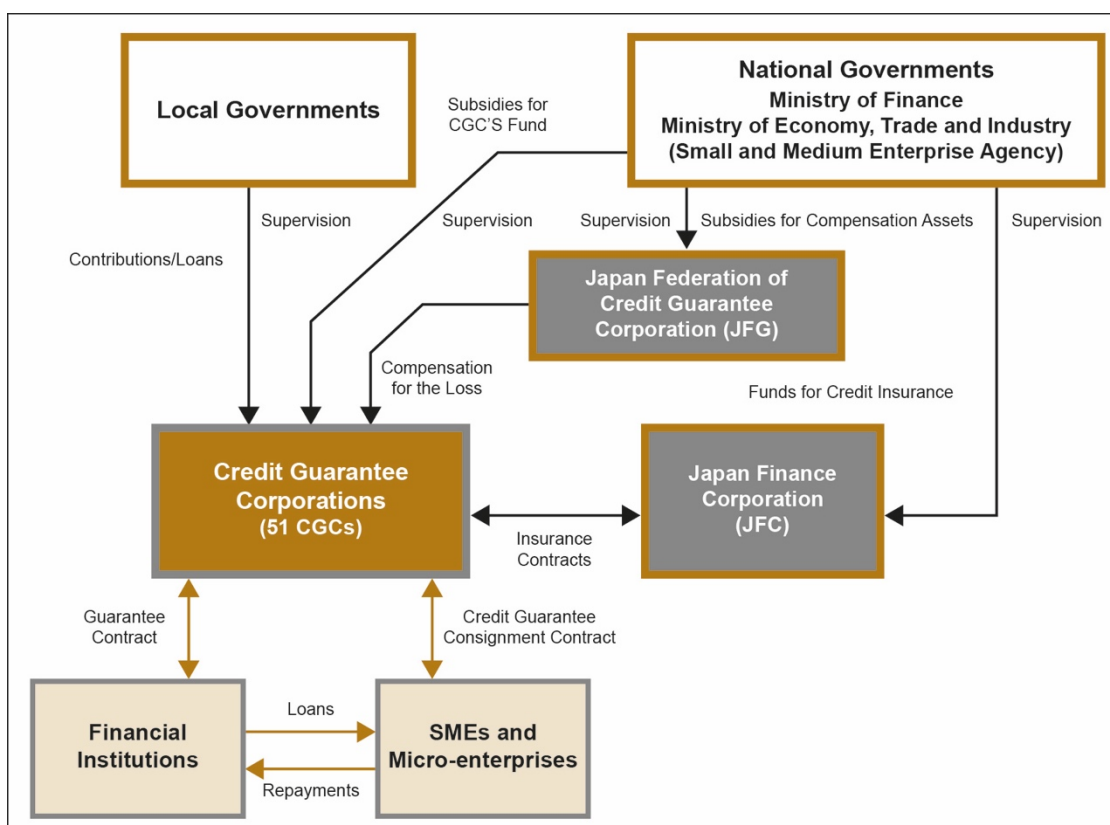 Local Governments
National Governments
Ministry of Finance
Ministry of Economy, Trade and Industry
(Small and Medium Enterprise Agency)
Subsidies for
CGC'S Fund
Supervision
Contributions/Loans
Supervision
Supervision
Subsidies for Compensation Assets
Supervision
Japan Federation of
Credit Guarantee
Corporation (JFG)
Compensation
for the Loss
Funds for Credit Insurance
Credit Guarantee
Corporations
(51 CGCs)
Japan Finance
Corporation
(JFC)
Insurance
Contracts
Guarantee
Contract
Credit Guarantee
Consignment Contract
Financial
Institutions
Loans
Repayments
SMEs and
Micro-enterprises